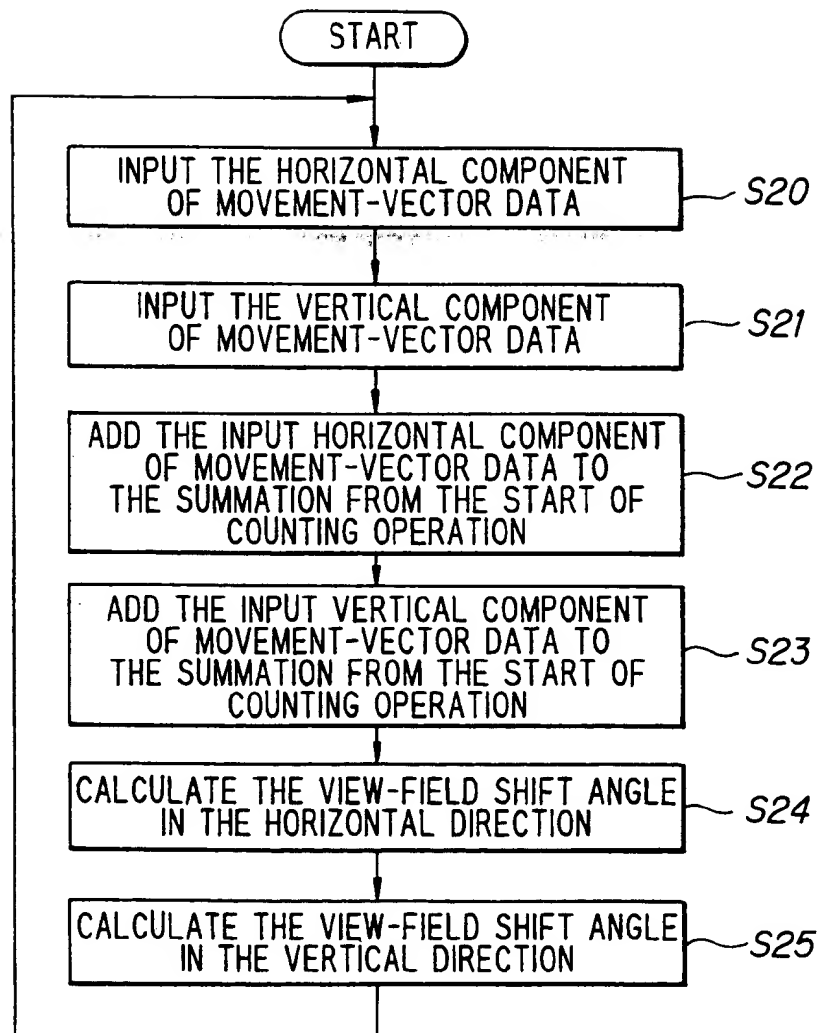 START
INPUT THE HORIZONTAL COMPONENT
OF MOVEMENT-VECTOR DATA
S20
INPUT THE VERTICAL COMPONENT
OF MOVEMENT-VECTOR DATA
S21
ADD THE INPUT HORIZONTAL COMPONENT
OF MOVEMENT-VECTOR DATA TO
THE SUMMATION FROM THE START OF
COUNTING OPERATION
S22
ADD THE INPUT VERTICAL COMPONENT
OF MOVEMENT-VECTOR DATA TO
THE SUMMATION FROM THE START OF
COUNTING OPERATION
S23
CALCULATE THE VIEW-FIELD SHIFT ANGLE
IN THE HORIZONTAL DIRECTION
S24
CALCULATE THE VIEW-FIELD SHIFT ANGLE
IN THE VERTICAL DIRECTION
S25